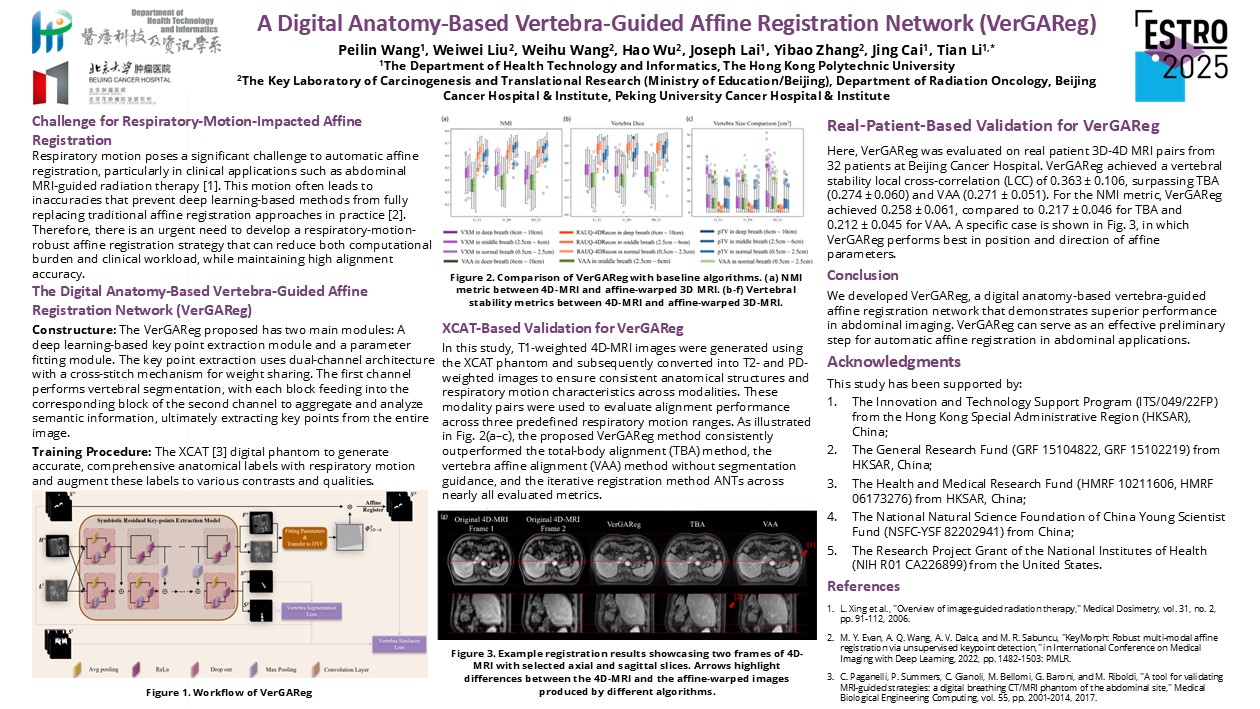 Department of
Health Technology
and Informatics
醫療科技及資訊學系
北京大学肿瘤医院
BEIJING CANCER HOSPITAL
A Digital Anatomy-Based Vertebra-Guided Affine Registration Network (VerGAReg)
Peilin Wang1, Weiwei Liu2, Weihu Wang2, Hao Wu2, Joseph Lai1, Yibao Zhang2, Jing Cai1, Tian Li1,*
1The Department of Health Technology and Informatics, The Hong Kong Polytechnic University
2The Key Laboratory of Carcinogenesis and Translational Research (Ministry of Education/Beijing), Department of Radiation Oncology, Beijing
Cancer Hospital & Institute, Peking University Cancer Hospital & Institute
ESTRO
2025
Challenge for Respiratory-Motion-Impacted Affine
Registration
Respiratory motion poses a significant challenge to automatic affine
registration, particularly in clinical applications such as abdominal
MRI-guided radiation therapy [1]. This motion often leads to
inaccuracies that prevent deep learning-based methods from fully
replacing traditional affine registration approaches in practice [2].
Therefore, there is an urgent need to develop a respiratory-motion-
robust affine registration strategy that can reduce both computational
burden and clinical workload, while maintaining high alignment
accuracy.
The Digital Anatomy-Based Vertebra-Guided Affine
Registration Network (VerGAReg)
Constructure: The VerGAReg proposed has two main modules: A
deep learning-based key point extraction module and a parameter
fitting module. The key point extraction uses dual-channel architecture
with a cross-stitch mechanism for weight sharing. The first channel
performs vertebral segmentation, with each block feeding into the
corresponding block of the second channel to aggregate and analyze
semantic information, ultimately extracting key points from the entire
image.
Training Procedure: The XCAT [3] digital phantom to generate
accurate, comprehensive anatomical labels with respiratory motion
and augment these labels to various contrasts and qualities.
Symbiotic Residual Key-points Extraction Model
Affine
Register
Fitting Parameters
&
Transfer to DVF
Vertebra Segmentation
Loss
Vertebra Similarity
Loss
Avg pooling
ReLu
Drop out
Max Pooling
Convolution Layer
Figure 1. Workflow of VerGAReg
(a) NMI
(b) Vertebra Dice
(c) Vertebra Size Comparison [cm³]
VXM in deep breath (6cm ~ 10cm)
VXM in middle breath (2.5cm ~ 6cm)
VXM in normal breath (0.5cm ~ 2.5cm)
VAA in deep breath (6cm ~ 10cm)
RAUQ-4DRecon in deep breath (6cm ~ 10cm)
RAUQ-4DRecon in middle breath (2.5cm ~ 6cm)
RAUQ-4DRecon in normal breath (0.5cm ~ 2.5cm)
VAA in middle breath (2.5cm ~ 6cm)
pTV in deep breath (6cm ~ 10cm)
pTV in middle breath (2.5cm ~ 6cm)
pTV in normal breath (0.5cm ~ 2.5cm)
VAA in normal breath (0.5cm ~ 2.5cm)
Figure 2. Comparison of VerGAReg with baseline algorithms. (a) NMI
metric between 4D-MRI and affine-warped 3D MRI. (b-f) Vertebral
stability metrics between 4D-MRI and affine-warped 3D-MRI.
XCAT-Based Validation for VerGAReg
In this study, T1-weighted 4D-MRI images were generated using
the XCAT phantom and subsequently converted into T2- and PD-
weighted images to ensure consistent anatomical structures and
respiratory motion characteristics across modalities. These
modality pairs were used to evaluate alignment performance
across three predefined respiratory motion ranges. As illustrated
in Fig. 2(a–c), the proposed VerGAReg method consistently
outperformed the total-body alignment (TBA) method, the
vertebra affine alignment (VAA) method without segmentation
guidance, and the iterative registration method ANTs across
nearly all evaluated metrics.
(g)
Original 4D-MRI
Frame 1
Original 4D-MRI
Frame 2
VerGAReg
TBA
VAA
[1]
[2]
Figure 3. Example registration results showcasing two frames of 4D-
MRI with selected axial and sagittal slices. Arrows highlight
differences between the 4D-MRI and the affine-warped images
produced by different algorithms.
Real-Patient-Based Validation for VerGAReg
Here, VerGAReg was evaluated on real patient 3D-4D MRI pairs from
32 patients at Beijing Cancer Hospital. VerGAReg achieved a vertebral
stability local cross-correlation (LCC) of 0.363 ± 0.106, surpassing TBA
(0.274 ± 0.060) and VAA (0.271 ± 0.051). For the NMI metric, VerGAReg
achieved 0.258 ± 0.061, compared to 0.217 ± 0.046 for TBA and
0.212 ± 0.045 for VAA. A specific case is shown in Fig. 3, in which
VerGAReg performs best in position and direction of affine
parameters.
Conclusion
We developed VerGAReg, a digital anatomy-based vertebra-guided
affine registration network that demonstrates superior performance
in abdominal imaging. VerGAReg can serve as an effective preliminary
step for automatic affine registration in abdominal applications.
Acknowledgments
This study has been supported by:
1. The Innovation and Technology Support Program (ITS/049/22FP)
from the Hong Kong Special Administrative Region (HKSAR),
China;
2. The General Research Fund (GRF 15104822, GRF 15102219) from
HKSAR, China;
3. The Health and Medical Research Fund (HMRF 10211606, HMRF
06173276) from HKSAR, China;
4. The National Natural Science Foundation of China Young Scientist
Fund (NSFC-YSF 82202941) from China;
5. The Research Project Grant of the National Institutes of Health
(NIH R01 CA226899) from the United States.
References
1. L. Xing et al., "Overview of image-guided radiation therapy," Medical Dosimetry, vol. 31, no. 2,
pp. 91-112, 2006.
2. M. Y. Evan, A. Q. Wang, A. V. Dalca, and M. R. Sabuncu, "KeyMorph: Robust multi-modal affine
registration via unsupervised keypoint detection," in International Conference on Medical
Imaging with Deep Learning, 2022, pp. 1482-1503: PMLR.
3. C. Paganelli, P. Summers, C. Gianoli, M. Bellomi, G. Baroni, and M. Riboldi, "A tool for validating
MRI-guided strategies: a digital breathing CT/MRI phantom of the abdominal site," Medical
Biological Engineering Computing, vol. 55, pp. 2001-2014, 2017.